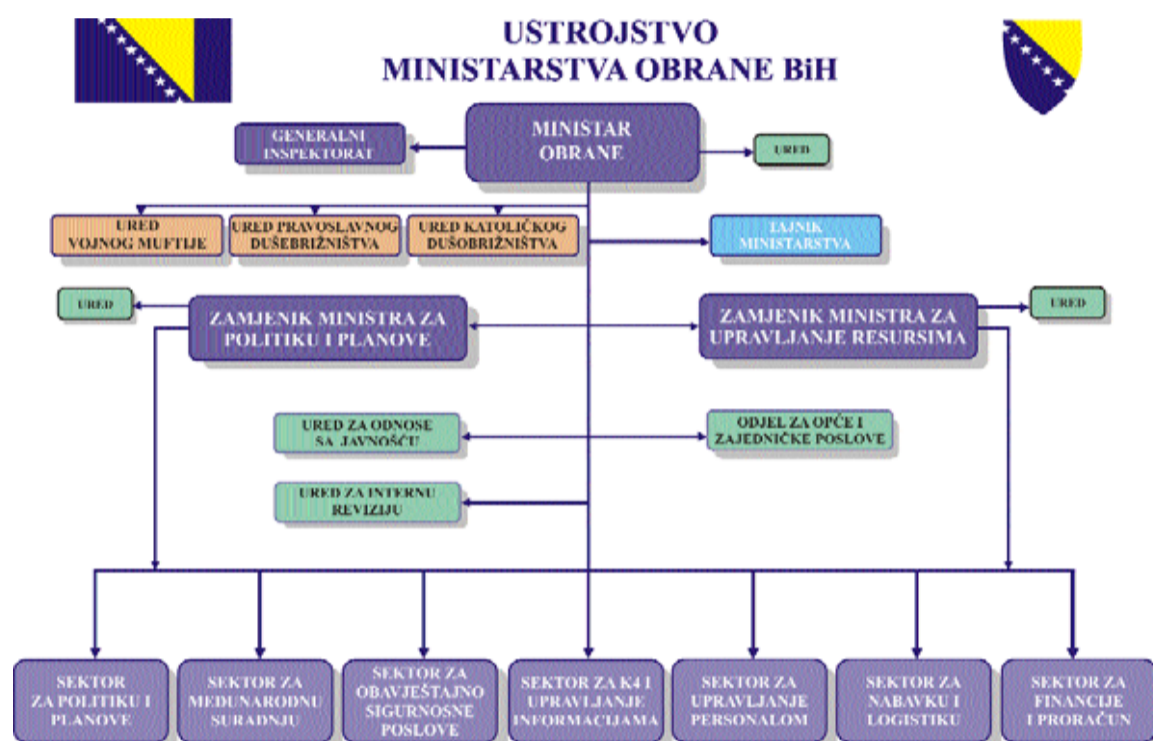 USTROJSTVO
MINISTARSTVA OBRANE BiH
GENERALNI
INSPEKTORAT
MINISTAR
OBRANE
URED
URED
VOJNOG MUFTIJE
URED PRAVOSLAVNOG
DUŠEBRIŽNIŠTVA
URED KATOLIČKOG
DUŠOBRIŽNIŠTVA
TAJNIK
MINISTARSTVA
URED
ZAMJENIK MINISTRA ZA
POLITIKU I PLANOVE
ZAMJENIK MINISTRA ZA
UPRAVLJANJE RESURSIMA
URED
URED ZA ODNOSE
SA JAVNOŠĆU
ODJEL ZA OPČE I
ZAJEDNIČKE POSLOVE
URED ZA INTERNU
REVIZIJU
SEKTOR
ZA POLITIKU I
PLANOVE
SEKTOR ZA
MEĐUNARODNU
SURADNJU
SEKTOR ZA
OBAVJEŠTAJNO
SIGURNOSNE
POSLOVE
SEKTOR ZA K4 I
UPRAVLJANJE
INFORMACIJAMA
SEKTOR ZA
UPRAVLJANJE
PERSONALOM
SEKTOR ZA
NABAVKU I
LOGISTIKU
SEKTOR ZA
FINANCIJE
I PRORAČUN